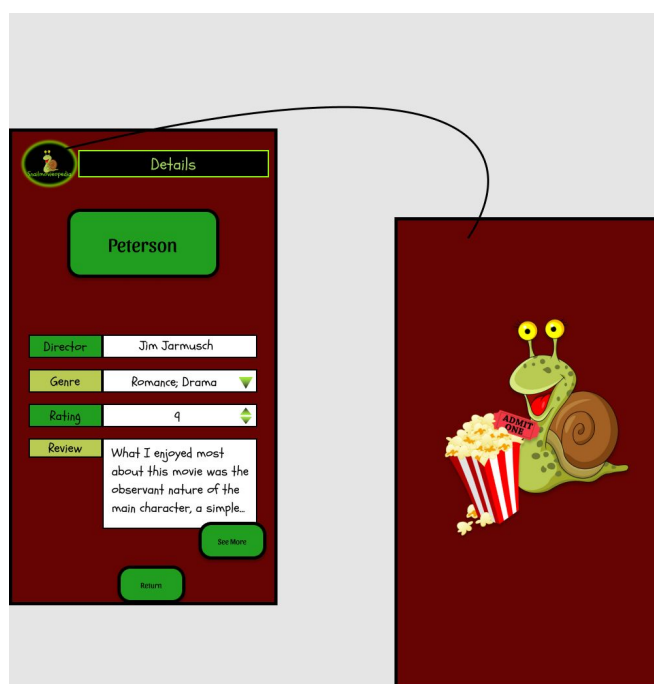 Snailmoviepedia
Details
Peterson
Director
Jim Jarmusch
Genre
Romance; Drama
Rating
9
Review
What I enjoyed most
about this movie was the
observant nature of the
main character, a simple...
See More
Return
ADMIT
ONE